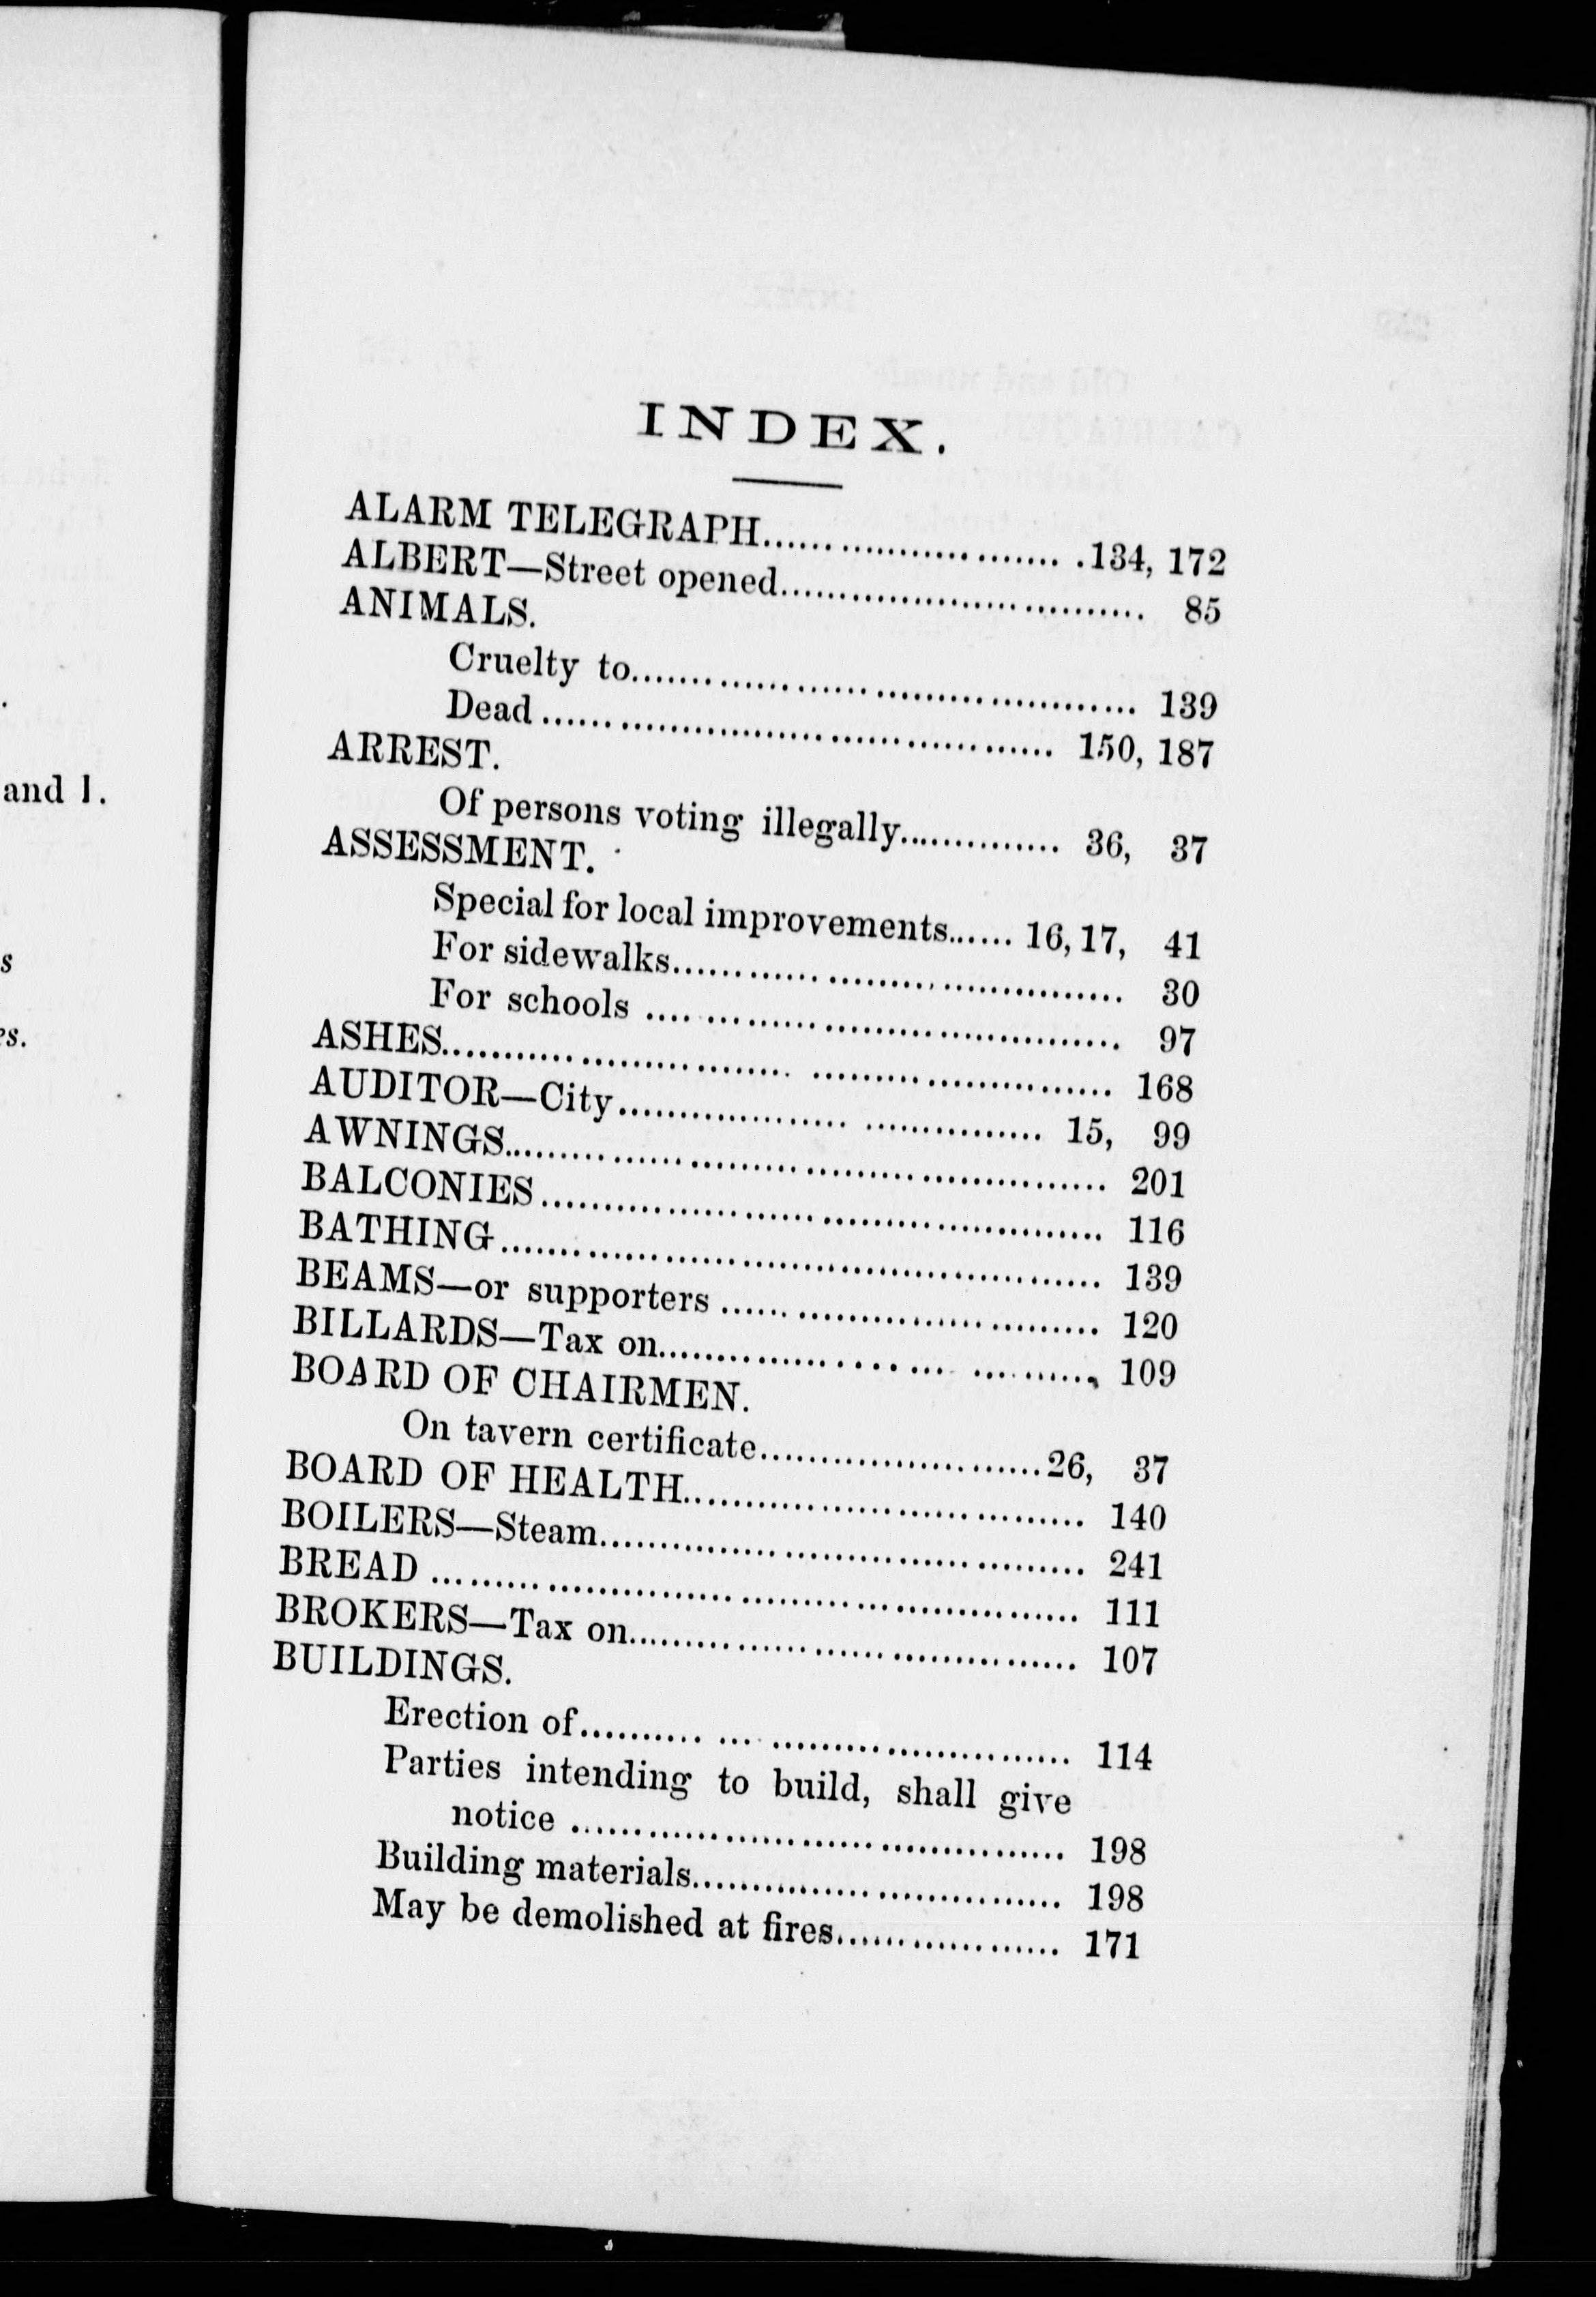 and 1.
s
es.
INDEX.
ALARM TELEGRAPH.............................134, 172
ALBERT—Street opened................................ 85
ANIMALS.
Cruelty to.......................................... 139
Dead.......................................... 150, 187
ARREST.
Of persons voting illegally.............. 36, 37
ASSESSMENT.
Special for local improvements...... 16, 17, 41
For sidewalks....................................... 30
For schools ....................................... 97
ASHES...................................................... 168
AUDITOR—City.................................. 15, 99
AWNINGS................................................ 201
BALCONIES............................................. 116
BATHING................................................. 139
BEAMS—or supporters .............................. 120
BILLARDS—Tax on.................................. 109
BOARD OF CHAIRMEN.
On tavern certificate.......................26, 37
BOARD OF HEALTH................................ 140
BOILERS—Steam....................................... 241
BREAD ..................................................... 111
BROKERS—Tax on.................................... 107
BUILDINGS.
Erection of........................................ 114
Parties intending to build, shall give
notice ........................................ 198
Building materials.............................. 198
May be demolished at fires.................. 171